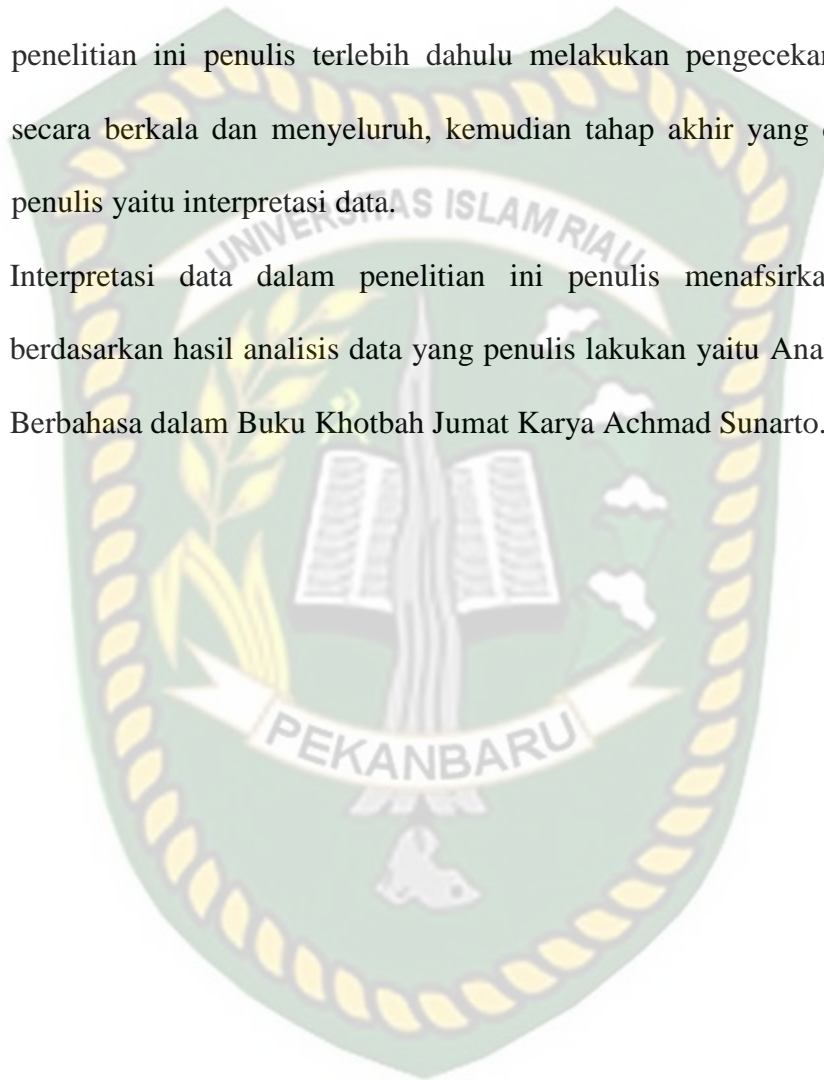 penelitian ini penulis terlebih dahulu melakukan pengecekan
secara berkala dan menyeluruh, kemudian tahap akhir yang
penulis yaitu interpretasi data.
UNIVERSITAS ISLAM RIAU
Interpretasi data dalam penelitian ini penulis
berdasarkan hasil analisis data yang penulis lakukan yaitu
Berbahasa dalam Buku Khotbah Jumat Karya Achmad Sunarto.
PEKANBARU